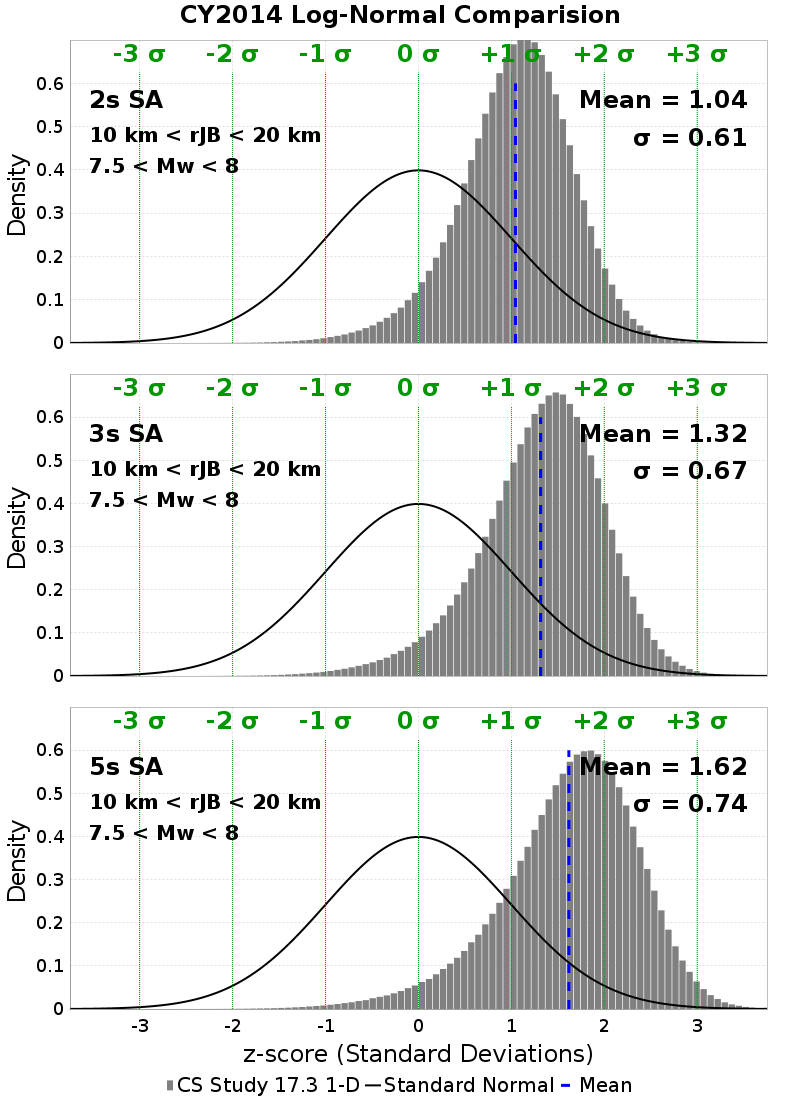 CY2014 Log-Normal Comparision
-3 σ -2 σ -1 σ 0 σ +1 σ +2 σ +3 σ
2s SA Mean = 1.04
10 km < rJB < 20 km σ = 0.61
7.5 < Mw < 8
Density
0.6
0.5
0.4
0.3
0.2
0.1
0
-3 σ -2 σ -1 σ 0 σ +1 σ +2 σ +3 σ
3s SA Mean = 1.32
10 km < rJB < 20 km σ = 0.67
7.5 < Mw < 8
Density
0.6
0.5
0.4
0.3
0.2
0.1
0
-3 σ -2 σ -1 σ 0 σ +1 σ +2 σ +3 σ
5s SA Mean = 1.62
10 km < rJB < 20 km σ = 0.74
7.5 < Mw < 8
Density
0.6
0.5
0.4
0.3
0.2
0.1
0
-3 -2 -1 0 1 2 3
z-score (Standard Deviations)
CS Study 17.3 1-D Standard Normal Mean